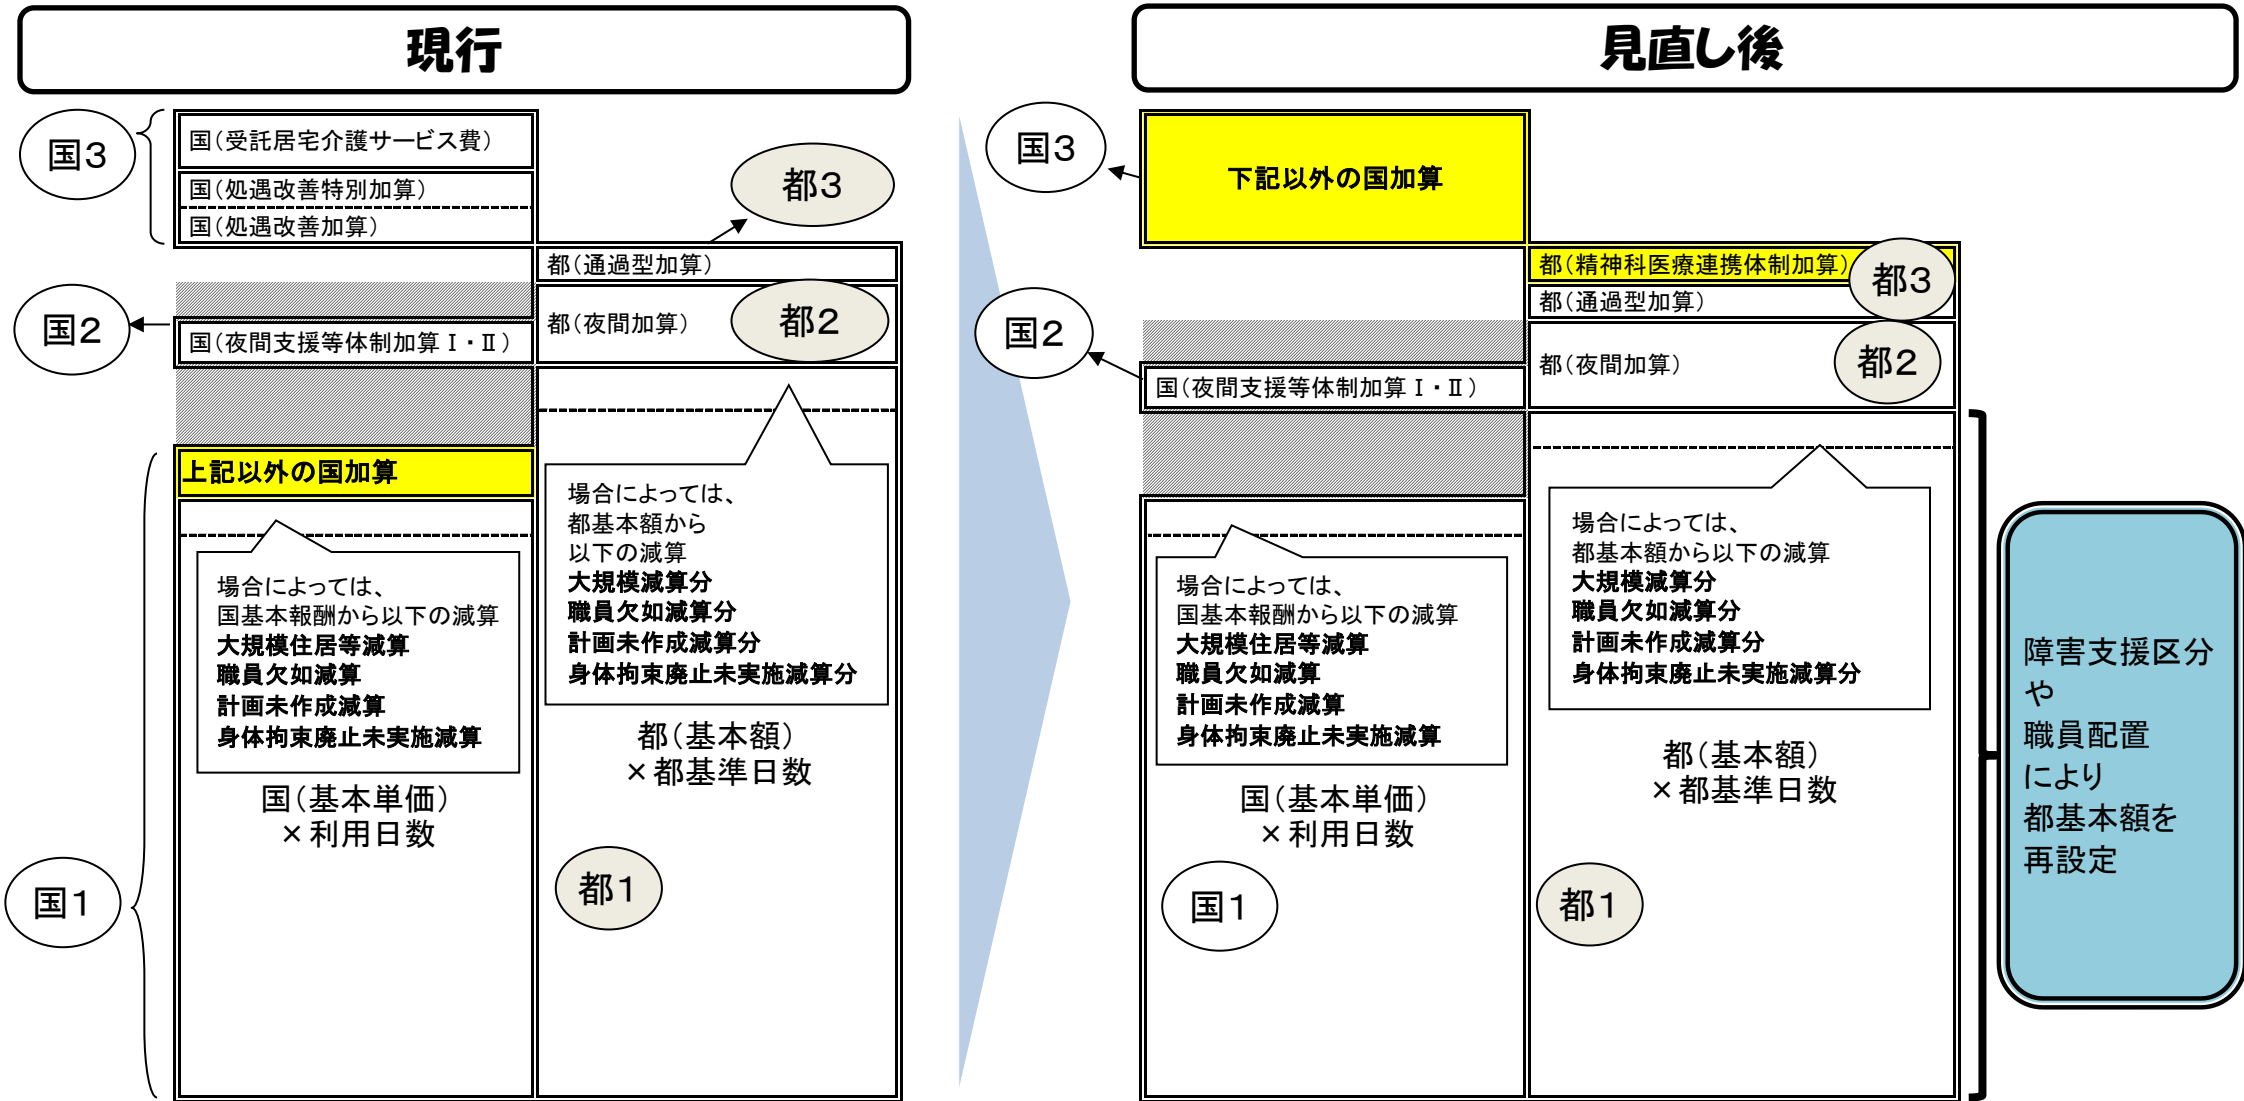 現行
国3
国(受託居宅介護サービス費)
国(処遇改善特別加算)
国(処遇改善加算)
都3
都(通過型加算)
国2
国(夜間支援等体制加算Ⅰ・Ⅱ)
都(夜間加算)
都2
上記以外の国加算
場合によっては、
国基本報酬から以下の減算
大規模住居等減算
職員欠如減算
計画未作成減算
身体拘束廃止未実施減算
国(基本単価)
×利用日数
国1
場合によっては、
都基本額から
以下の減算
大規模減算分
職員欠如減算分
計画未作成減算分
身体拘束廃止未実施減算分
都(基本額)
×都基準日数
都1
見直し後
国3
下記以外の国加算
都(精神科医療連携体制加算)
都3
都(通過型加算)
国2
国(夜間支援等体制加算Ⅰ・Ⅱ)
都(夜間加算)
都2
場合によっては、
国基本報酬から以下の減算
大規模住居等減算
職員欠如減算
計画未作成減算
身体拘束廃止未実施減算
国(基本単価)
×利用日数
国1
場合によっては、
都基本額から以下の減算
大規模減算分
職員欠如減算分
計画未作成減算分
身体拘束廃止未実施減算分
都(基本額)
×都基準日数
都1
障害支援区分
や
職員配置
により
都基本額を
再設定